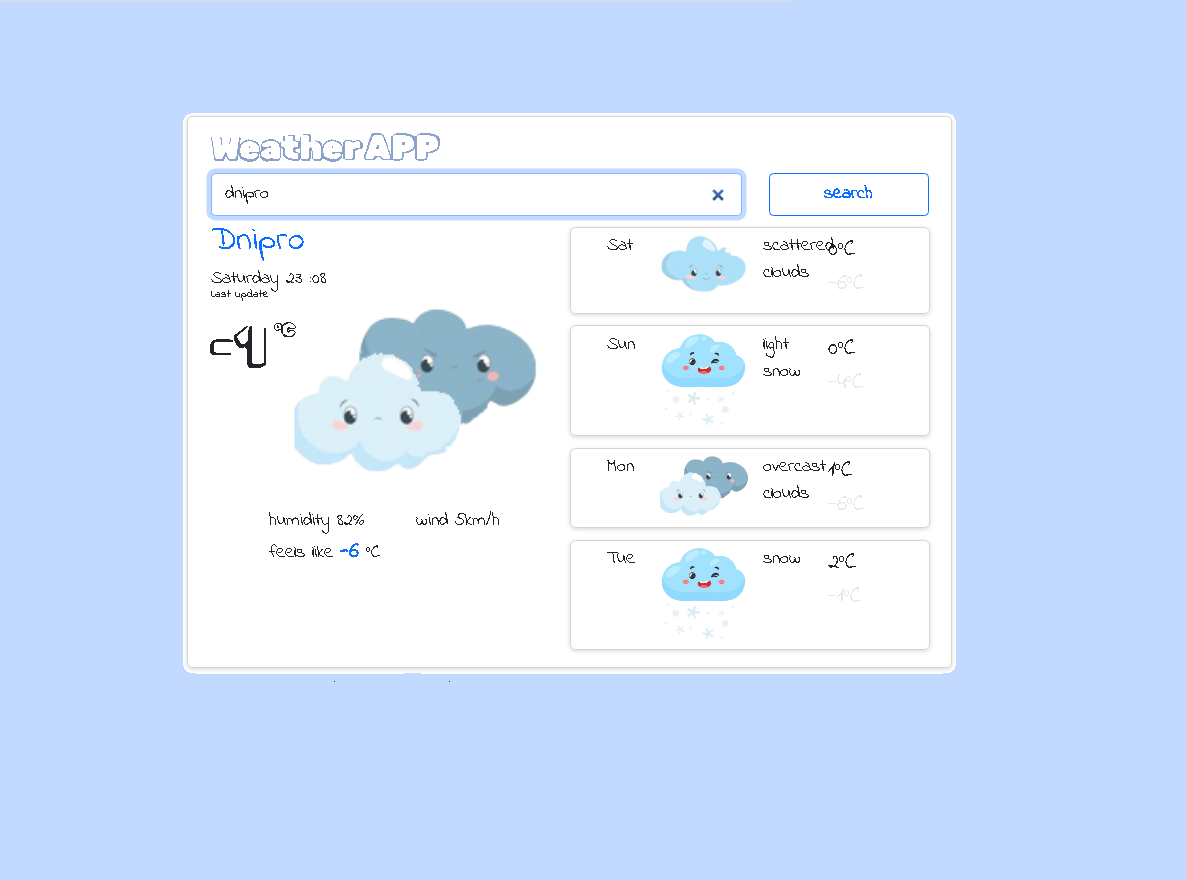 WeatherAPP
dnipro
search
Dnipro
Saturday 23 :08
last update
°C
humidity 82%
wind 5km/h
feels like -6 °C
Sat
scattered clouds
0°C
-6°C
Sun
light snow
0°C
-4°C
Mon
overcast clouds
1°C
-6°C
Tue
snow
2°C
-1°C